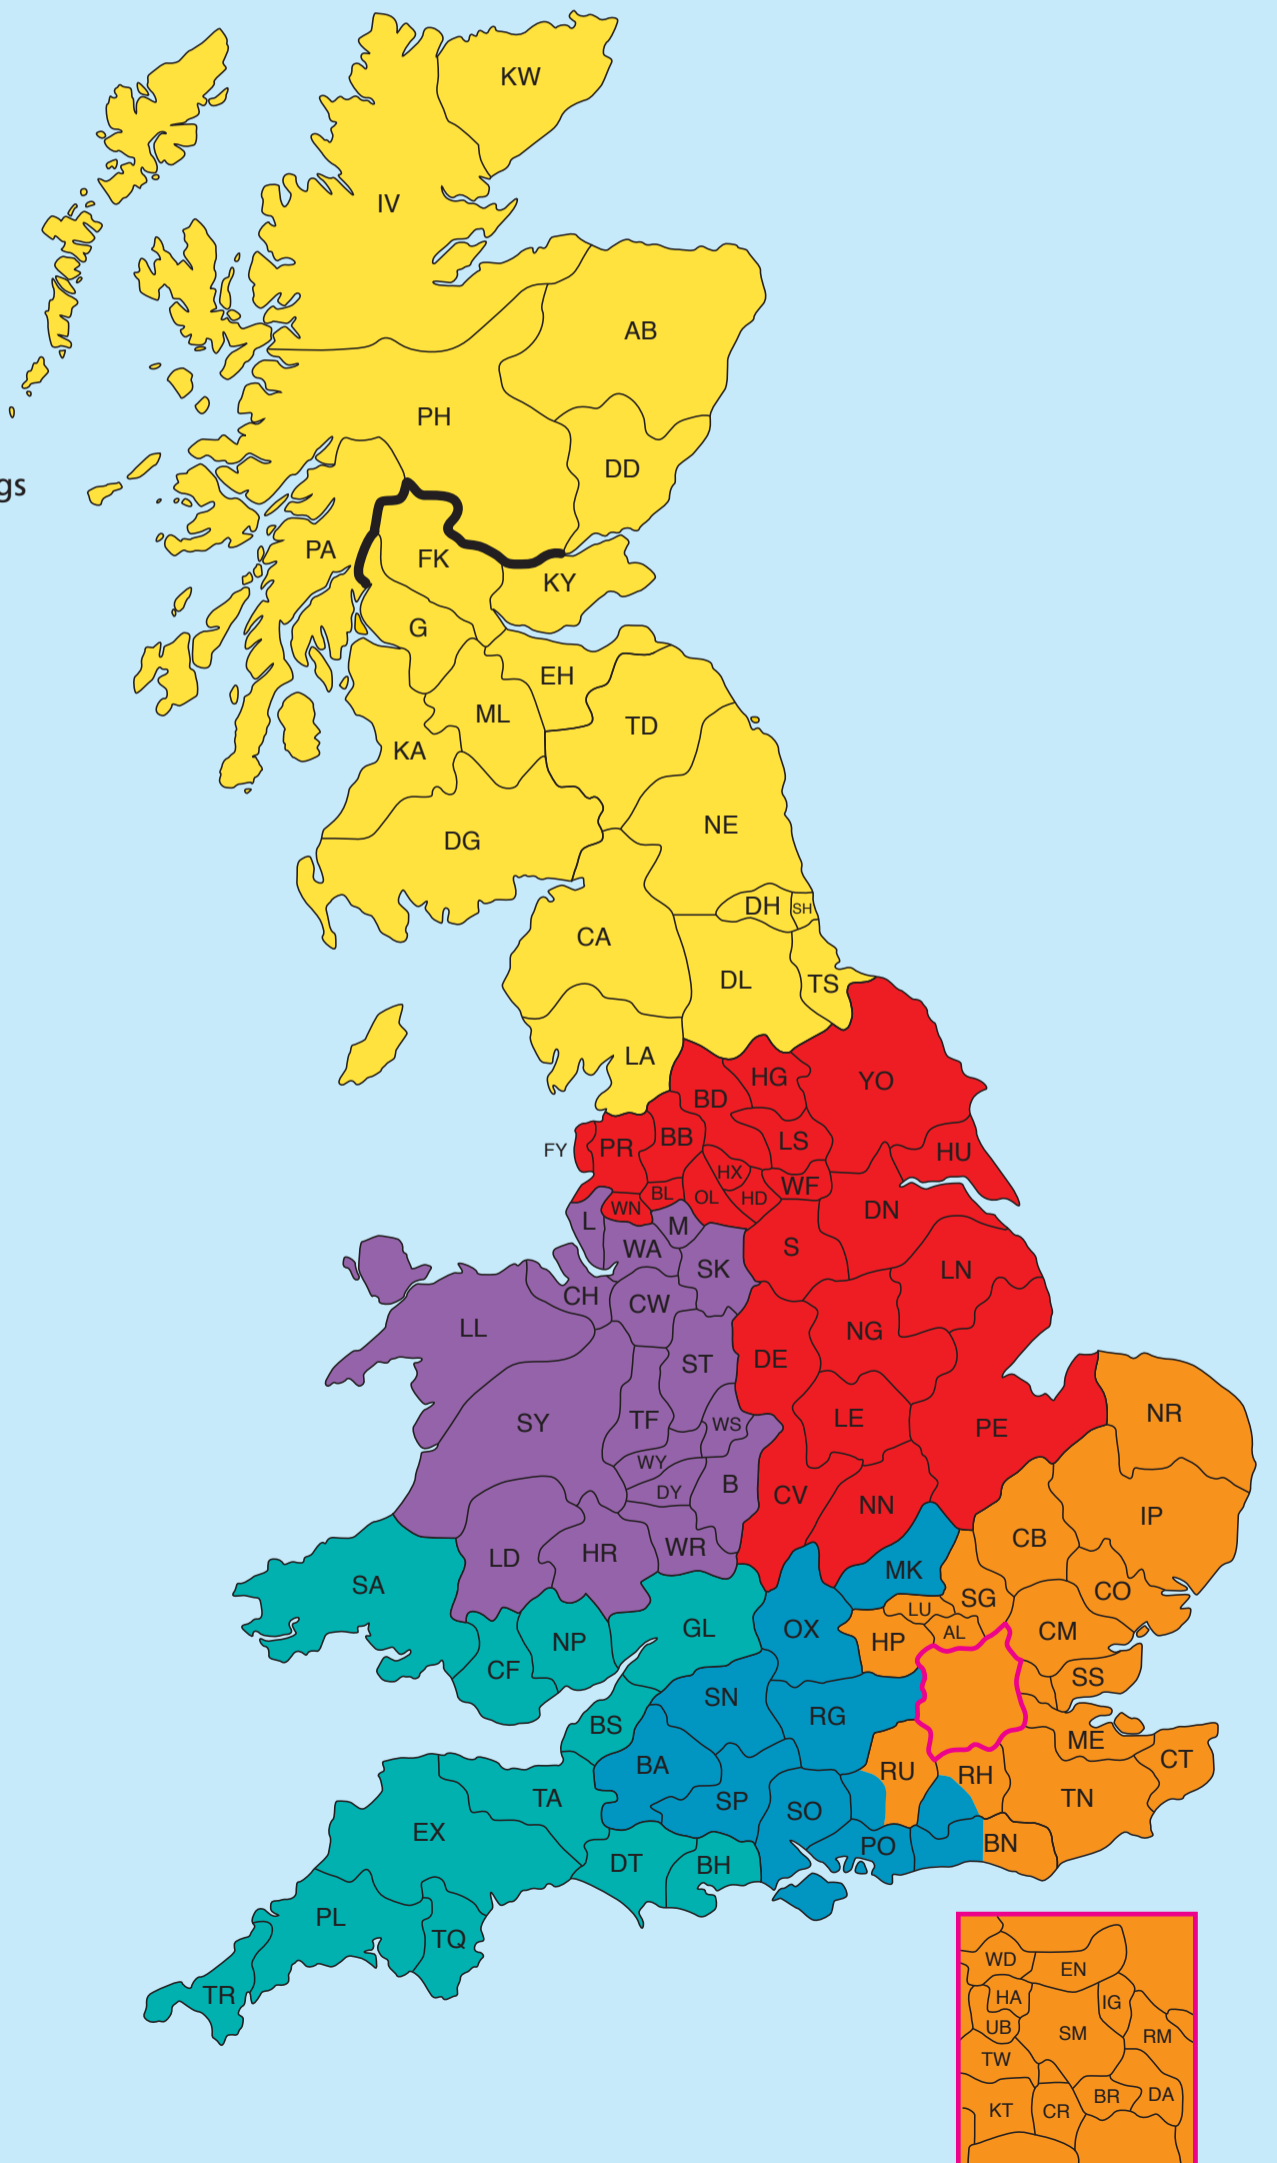 KW
IV
AB
PH
DD
gs
PA
FK
KY
G
EH
ML
TD
KA
NE
DG
DH
SH
CA
DL
TS
LA
HG
YO
BD
BB
LS
HU
FY
PR
HX
WF
BL
OL
HD
WN
DN
L
M
S
WA
SK
LN
CH
CW
LL
NG
ST
DE
NR
SY
TF
WS
LE
PE
WY
DY
B
CV
NN
IP
CB
LD
HR
WR
MK
SA
CO
SG
LU
GL
OX
AL
CM
NP
HP
CF
SS
SN
RG
BS
ME
BA
RU
RH
CT
TA
SP
TN
SO
EX
PO
BN
DT
BH
PL
TQ
TR
WD
EN
HA
IG
UB
SM
RM
TW
BR
DA
KT
CR